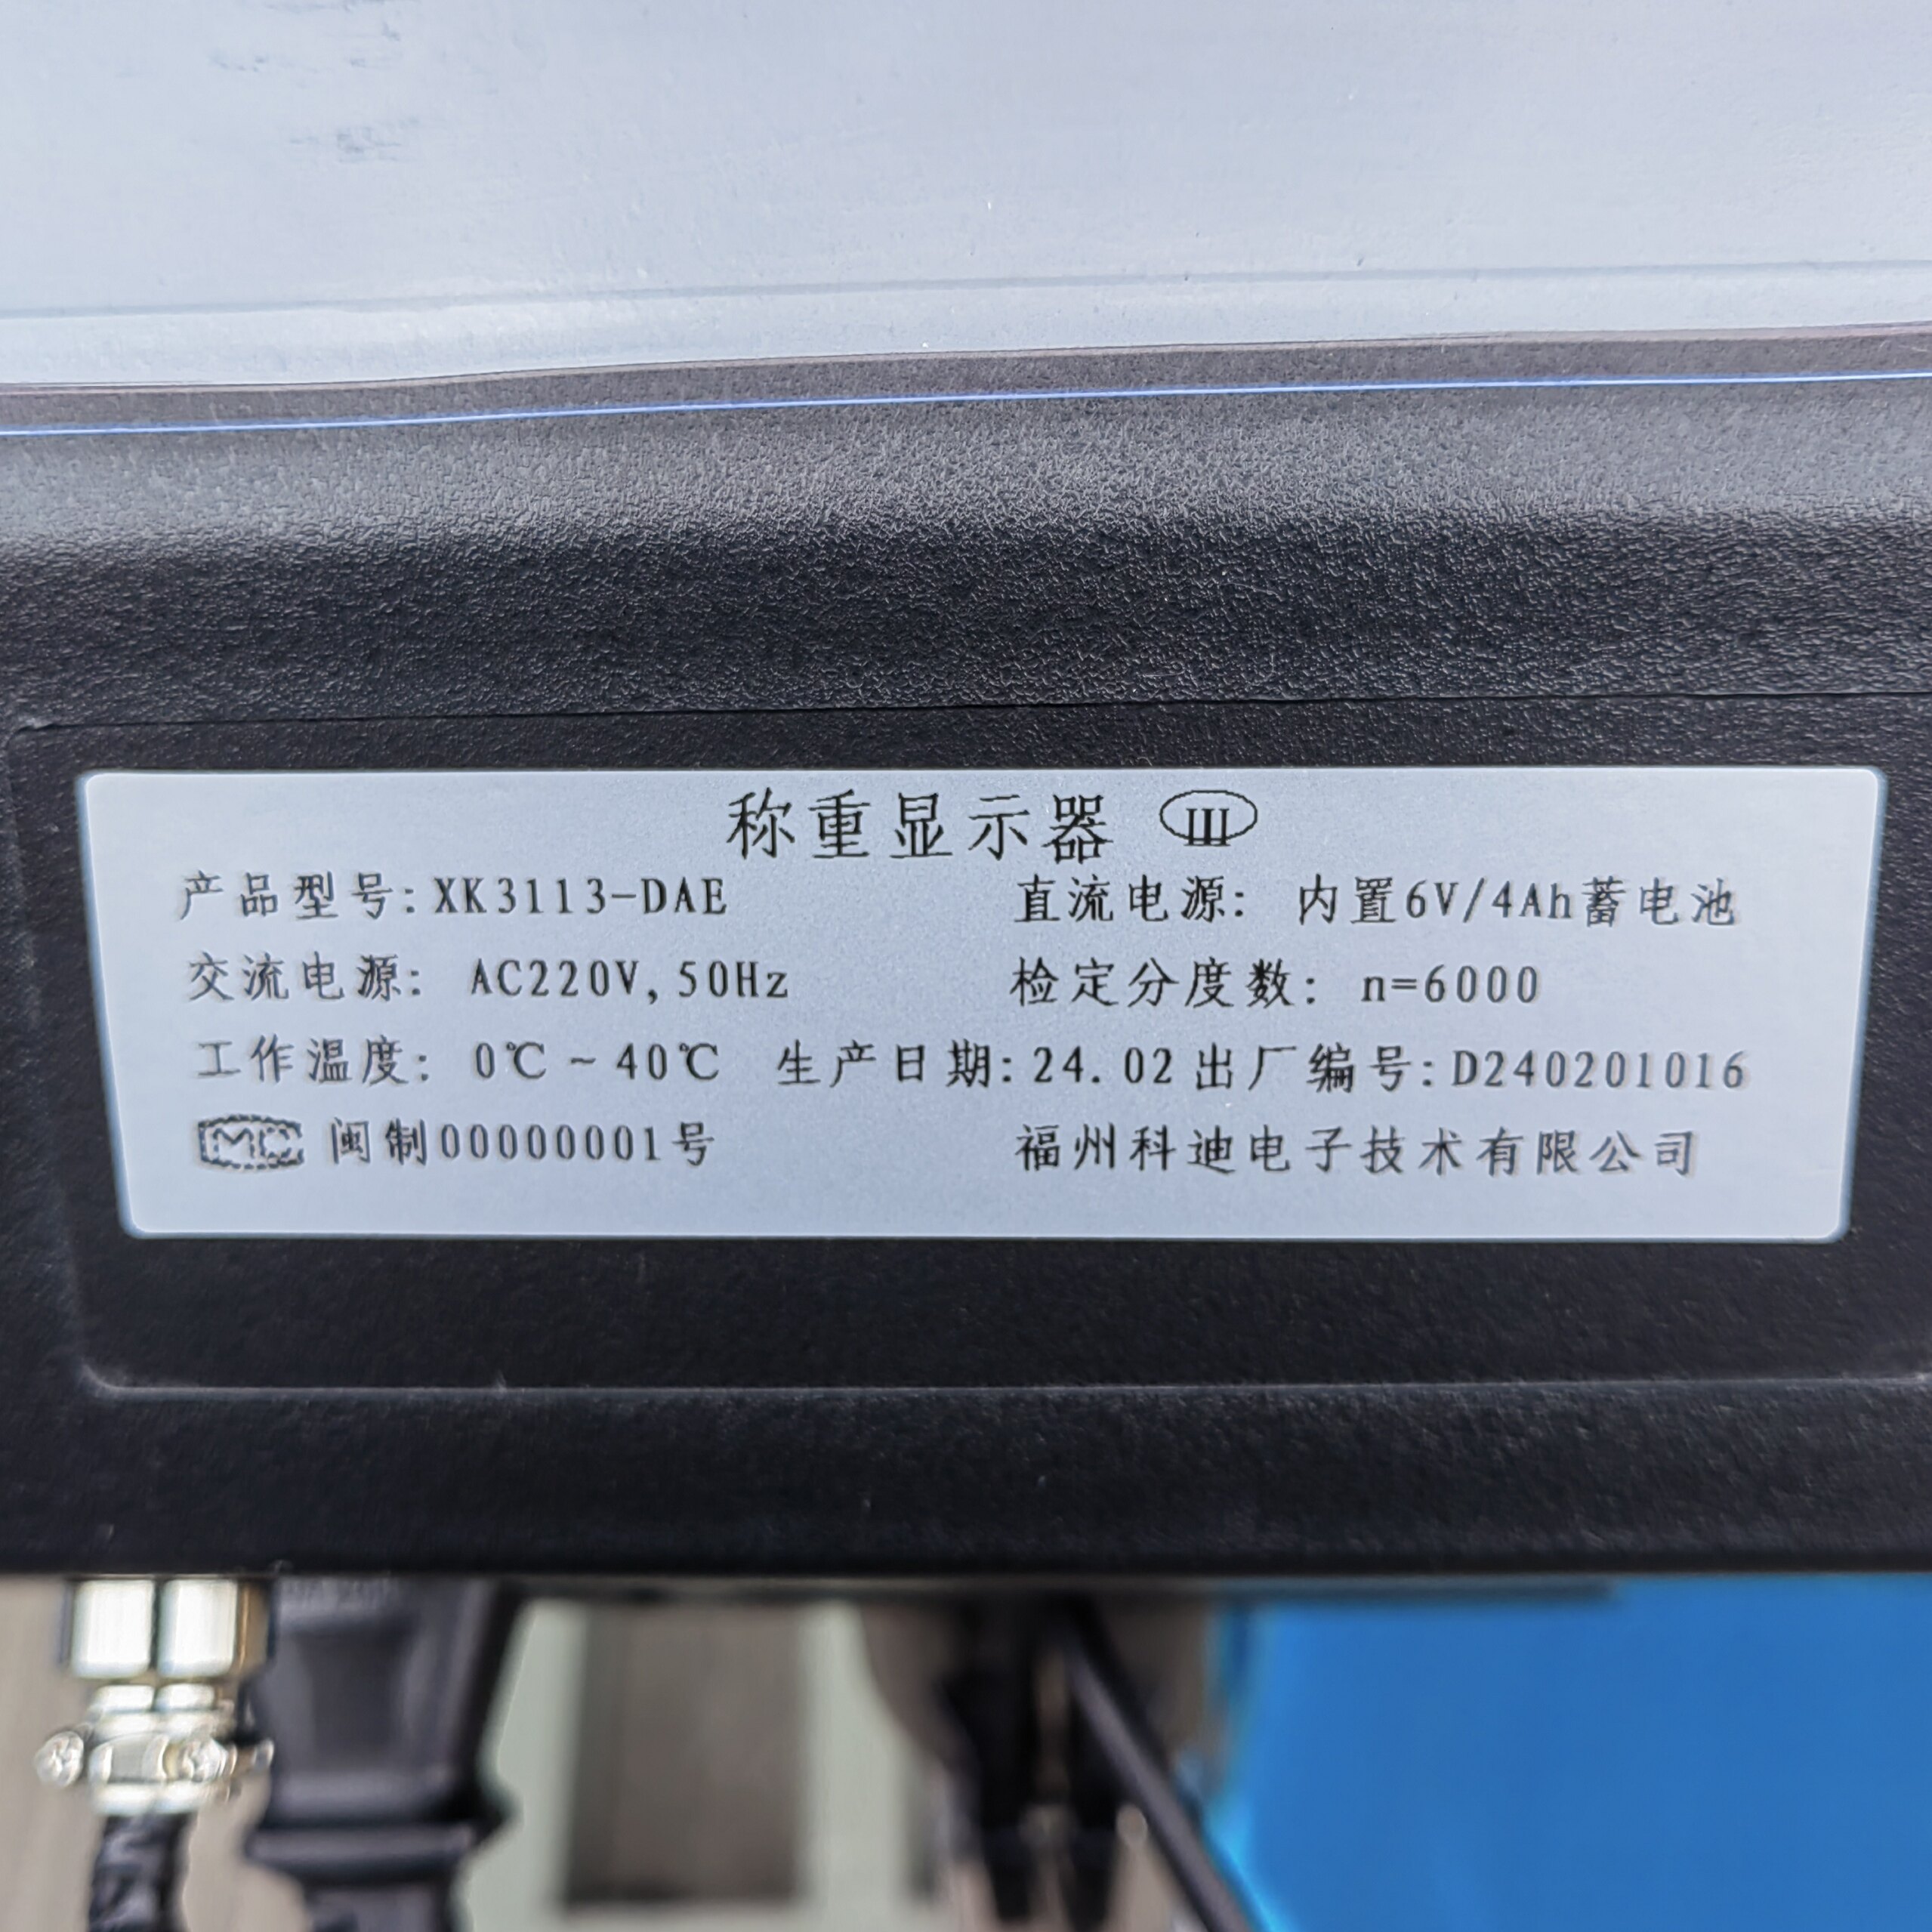 称重显示器 Ⅲ
产品型号:XK3113-DAE 直流电源: 内置6V/4Ah蓄电池
交流电源: AC220V,50Hz 检定分度数: n=6000
工作温度: 0℃~40℃ 生产日期:24.02 出厂编号:D240201016
MC 闽制00000001号 福州科迪电子技术有限公司